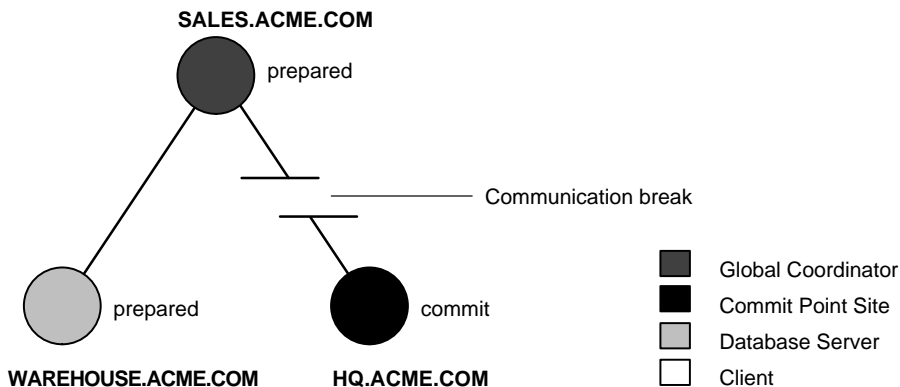 SALES.ACME.COM
prepared
Communication break
prepared
commit
WAREHOUSE.ACME.COM
HQ.ACME.COM
Global Coordinator
Commit Point Site
Database Server
Client